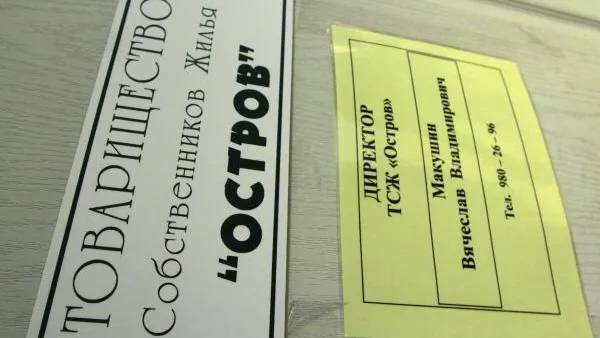 ТОВАРИЩЕСТВО
Собственников Жилья
"ОСТРОВ"
ДИРЕКТОР
ТСЖ «Остров»
Макушин
Вячеслав Владимирович
Тел. 980-26-96